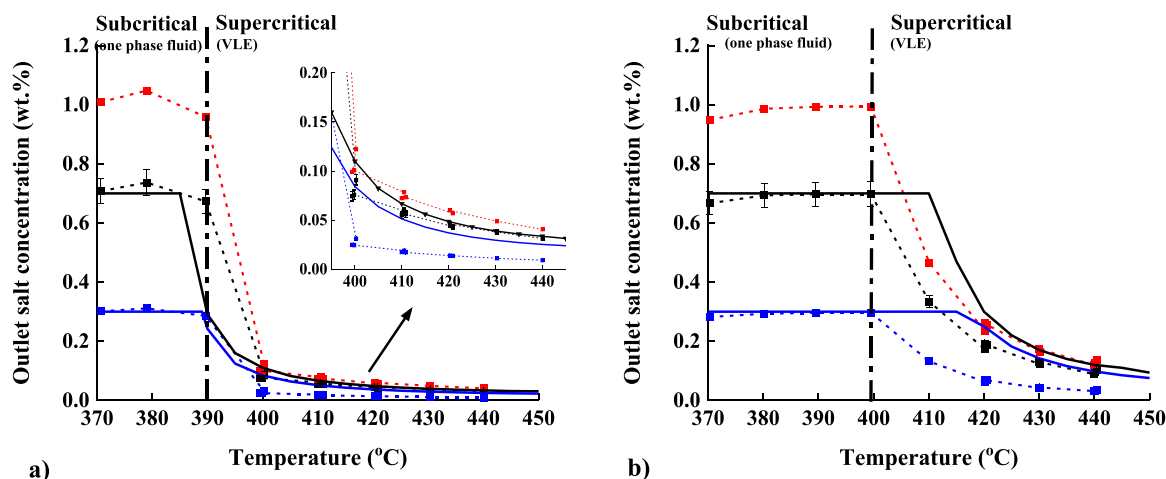 Subcritical Supercritical
(one phase fluid) (VLE)
Outlet salt concentration (wt.%)
1.2
1.0
0.8
0.6
0.4
0.2
0.0
370 380 390 400 410 420 430 440 450
Temperature (°C)
0.20
0.15
0.10
0.05
0.00
400 410 420 430 440
a)
Subcritical Supercritical
(one phase fluid) (VLE)
Outlet salt concentration (wt.%)
1.2
1.0
0.8
0.6
0.4
0.2
0.0
370 380 390 400 410 420 430 440 450
Temperature (°C)
b)